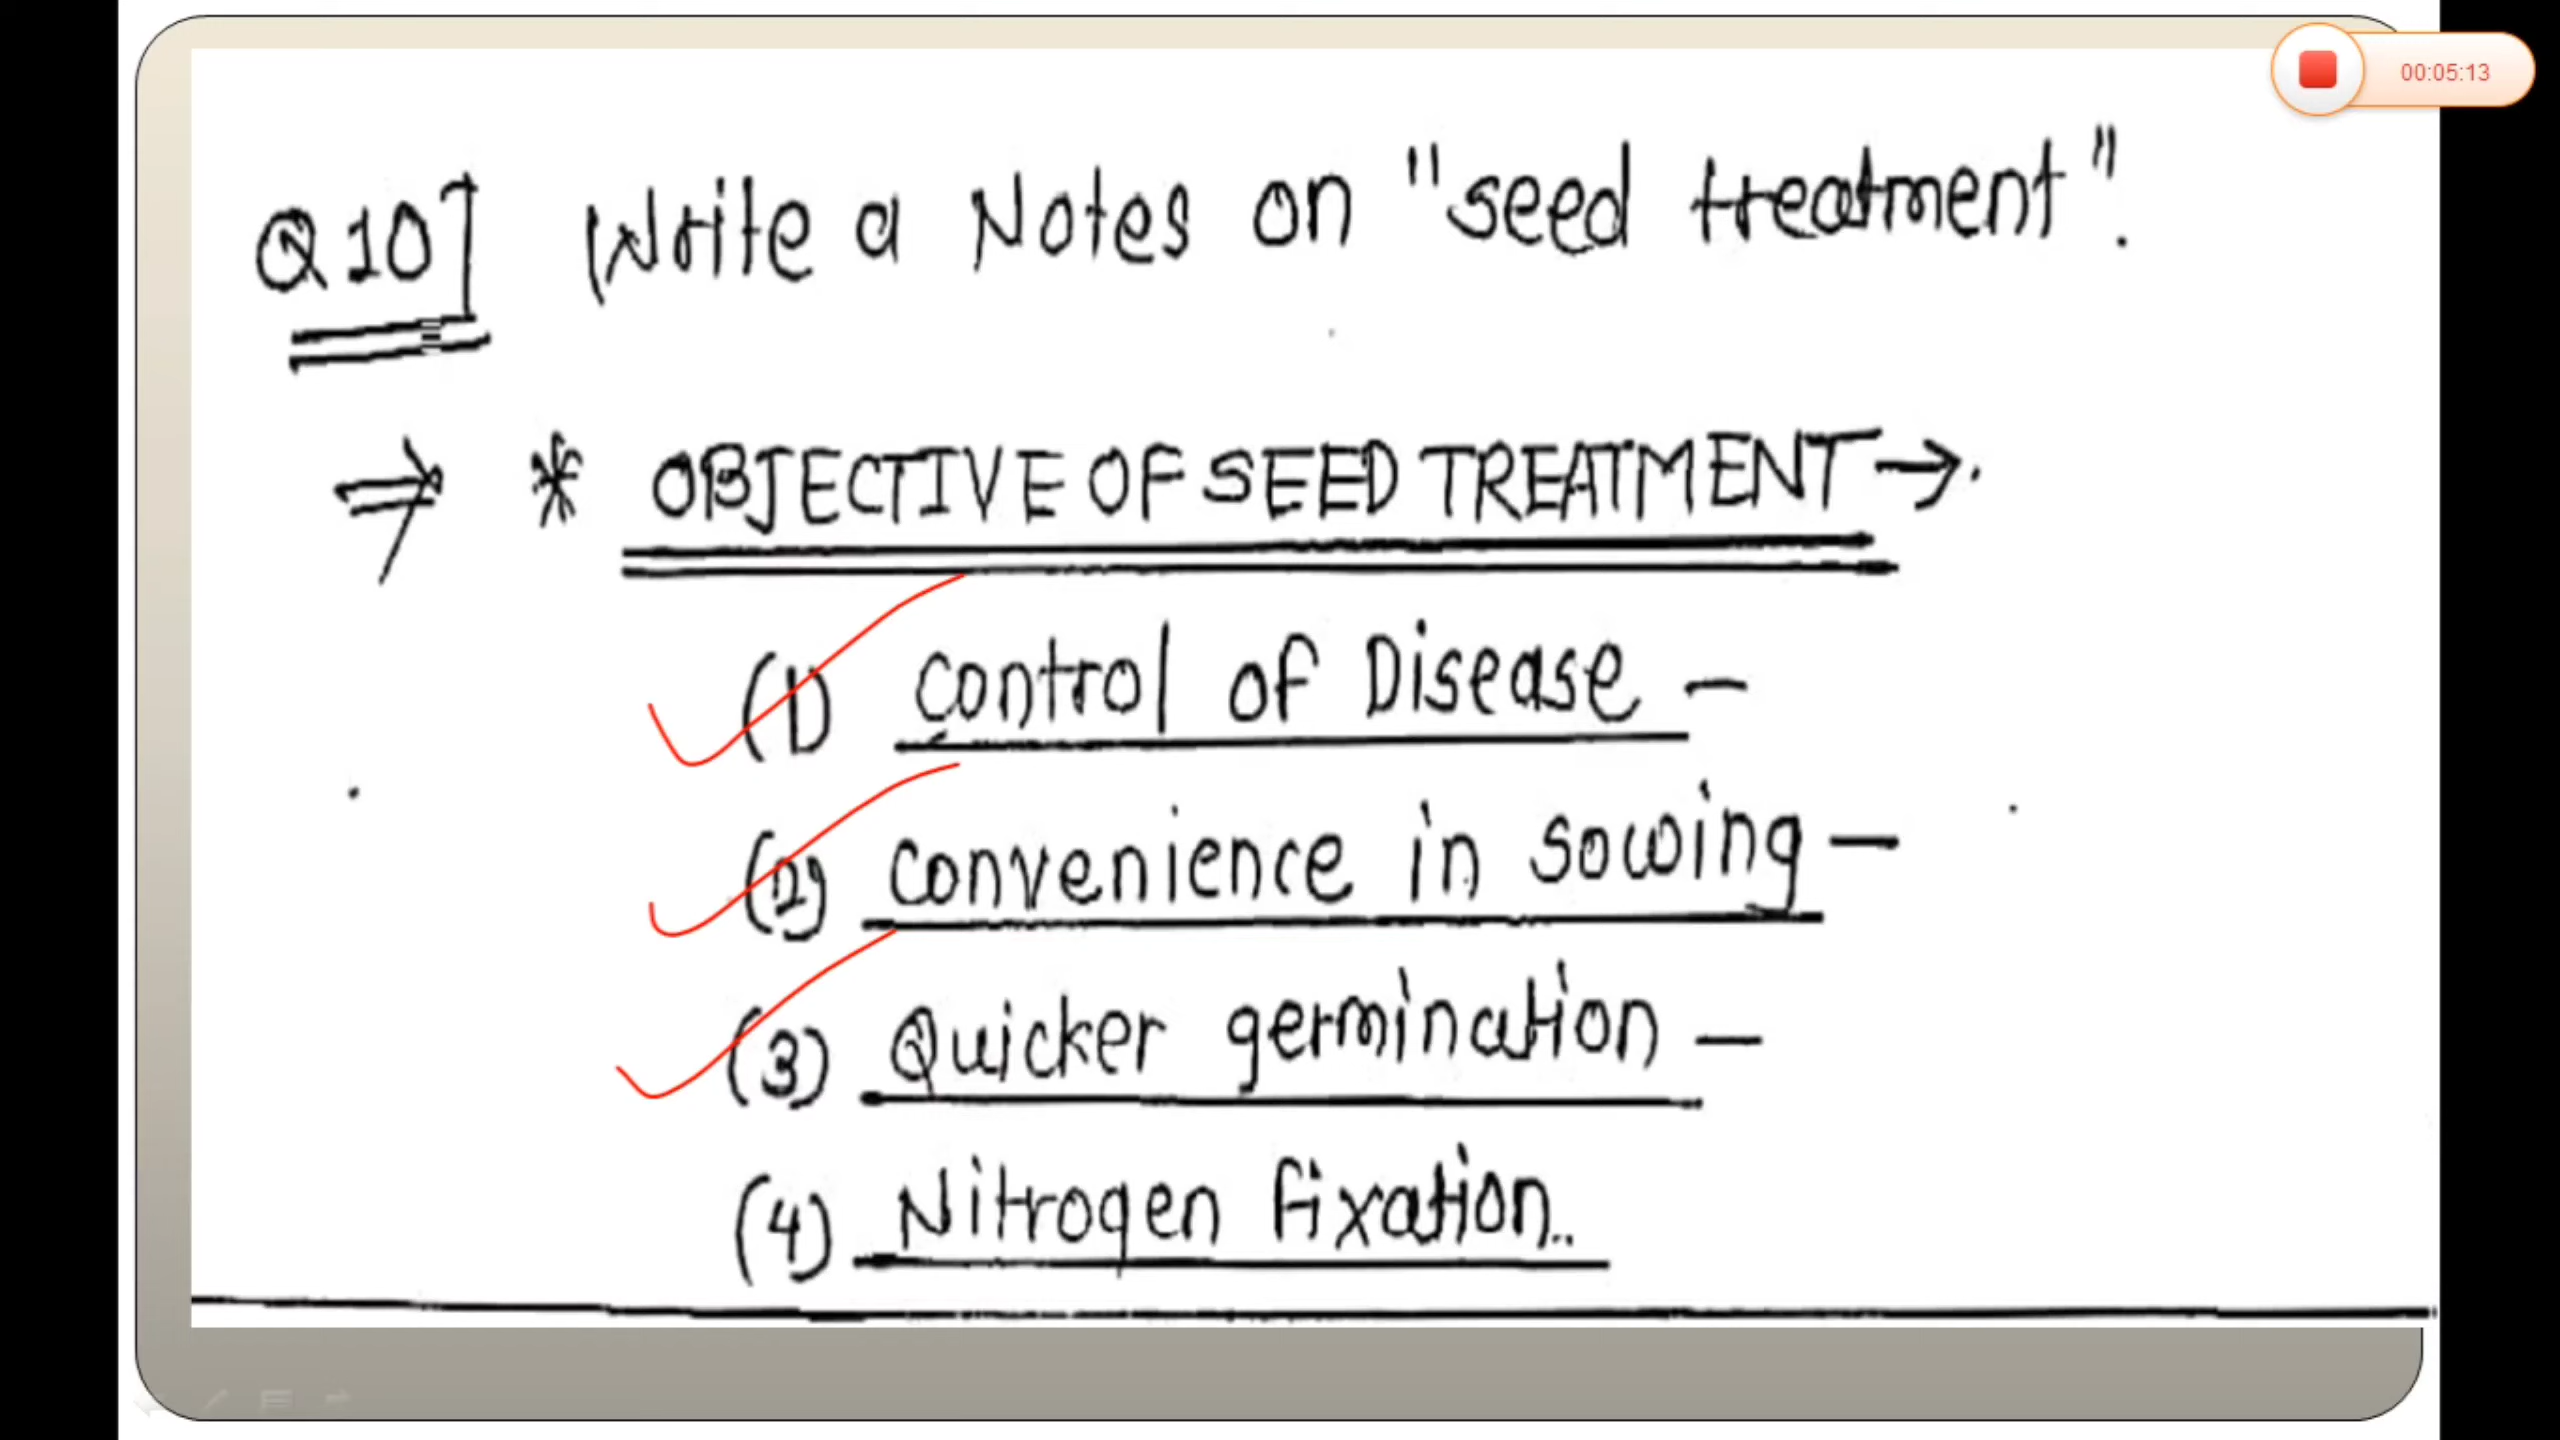 00:05:13
Q10] Write a Notes on "seed treatment".
⇒ * OBJECTIVE OF SEED TREATMENT →.
(1) Control of Disease –
(2) Convenience in sowing –
(3) Quicker germination –
(4) Nitrogen fixation..